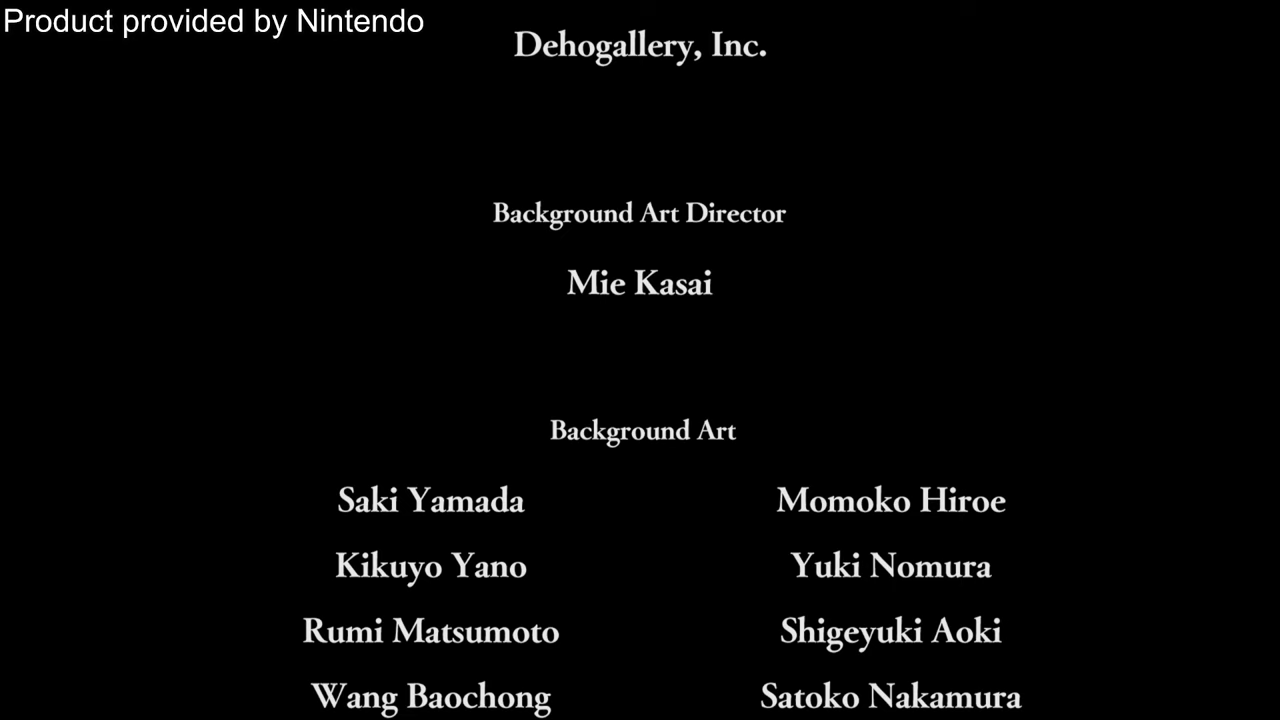 Product provided by Nintendo
Dehogallery, Inc.
Background Art Director
Mie Kasai
Background Art
Saki Yamada Momoko Hiroe
Kikuyo Yano Yuki Nomura
Rumi Matsumoto Shigeyuki Aoki
Wang Baochong Satoko Nakamura